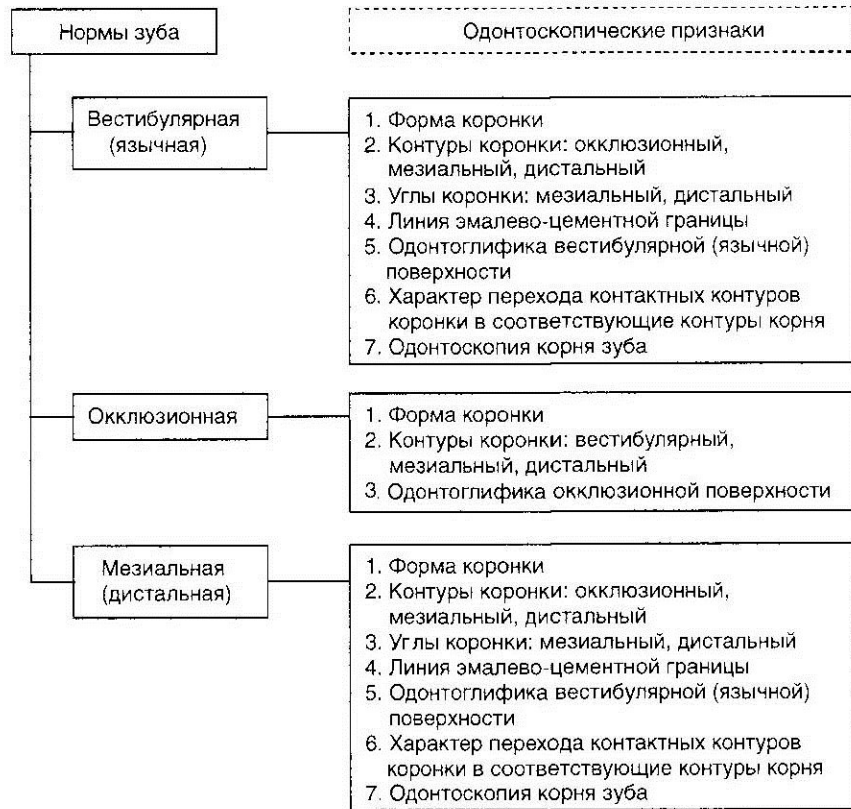 Нормы зуба
Одонтоскопические признаки
Вестибулярная
(язычная)
1. Форма коронки
2. Контуры коронки: окклюзионный,
мезиальный, дистальный
3. Углы коронки: мезиальный, дистальный
4. Линия эмалево-цементной границы
5. Одонтоглифика вестибулярной (язычной)
поверхности
6. Характер перехода контактных контуров
коронки в соответствующие контуры корня
7. Одонтоскопия корня зуба
Окклюзионная
1. Форма коронки
2. Контуры коронки: вестибулярный,
мезиальный, дистальный
3. Одонтоглифика окклюзионной поверхности
Мезиальная
(дистальная)
1. Форма коронки
2. Контуры коронки: окклюзионный,
мезиальный, дистальный
3. Углы коронки: мезиальный, дистальный
4. Линия эмалево-цементной границы
5. Одонтоглифика вестибулярной (язычной)
поверхности
6. Характер перехода контактных контуров
коронки в соответствующие контуры корня
7. Одонтоскопия корня зуба